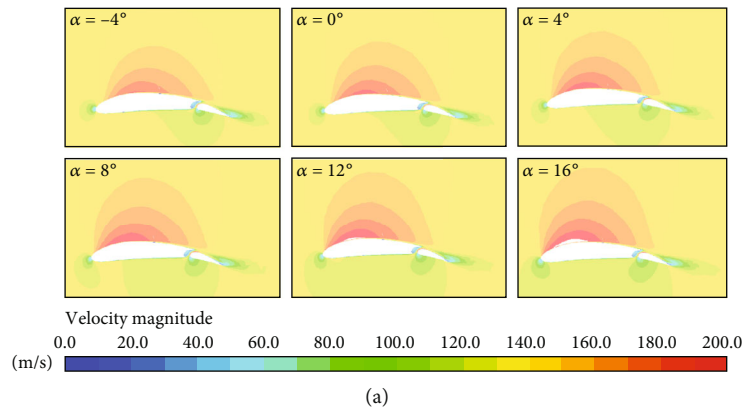 α = –4°
α = 0°
α = 4°
α = 8°
α = 12°
α = 16°
Velocity magnitude
0.0 20.0 40.0 60.0 80.0 100.0 120.0 140.0 160.0 180.0 200.0
(m/s)
(a)